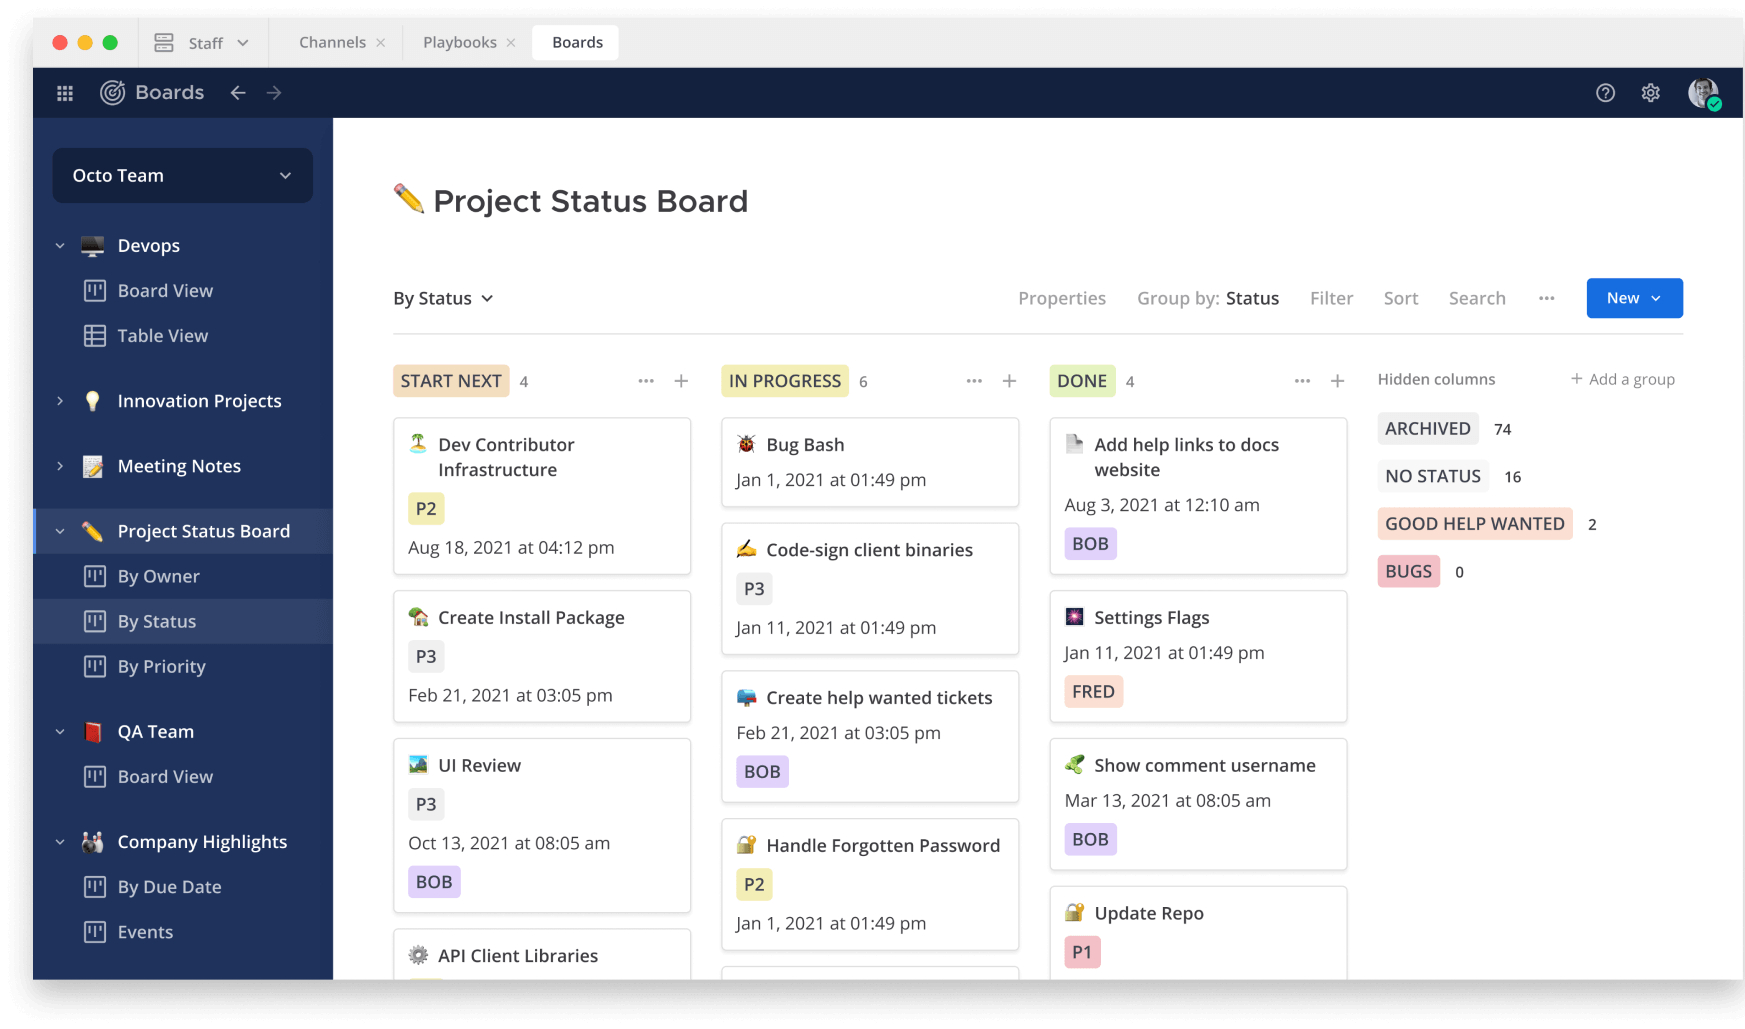 Staff
Channels
Playbooks
Boards
Boards
Octo Team
Devops
Board View
Table View
Innovation Projects
Meeting Notes
Project Status Board
By Owner
By Status
By Priority
QA Team
Board View
Company Highlights
By Due Date
Events
Project Status Board
By Status
Properties
Group by: Status
Filter
Sort
Search
New
START NEXT 4
Dev Contributor
Infrastructure
P2
Aug 18, 2021 at 04:12 pm
Create Install Package
P3
Feb 21, 2021 at 03:05 pm
UI Review
P3
Oct 13, 2021 at 08:05 am
BOB
API Client Libraries
IN PROGRESS 6
Bug Bash
Jan 1, 2021 at 01:49 pm
Code-sign client binaries
P3
Jan 11, 2021 at 01:49 pm
Create help wanted tickets
Feb 21, 2021 at 03:05 pm
BOB
Handle Forgotten Password
P2
Jan 1, 2021 at 01:49 pm
DONE 4
Add help links to docs
website
Aug 3, 2021 at 12:10 am
BOB
Settings Flags
Jan 11, 2021 at 01:49 pm
FRED
Show comment username
Mar 13, 2021 at 08:05 am
BOB
Update Repo
P1
Hidden columns
+ Add a group
ARCHIVED 74
NO STATUS 16
GOOD HELP WANTED 2
BUGS 0